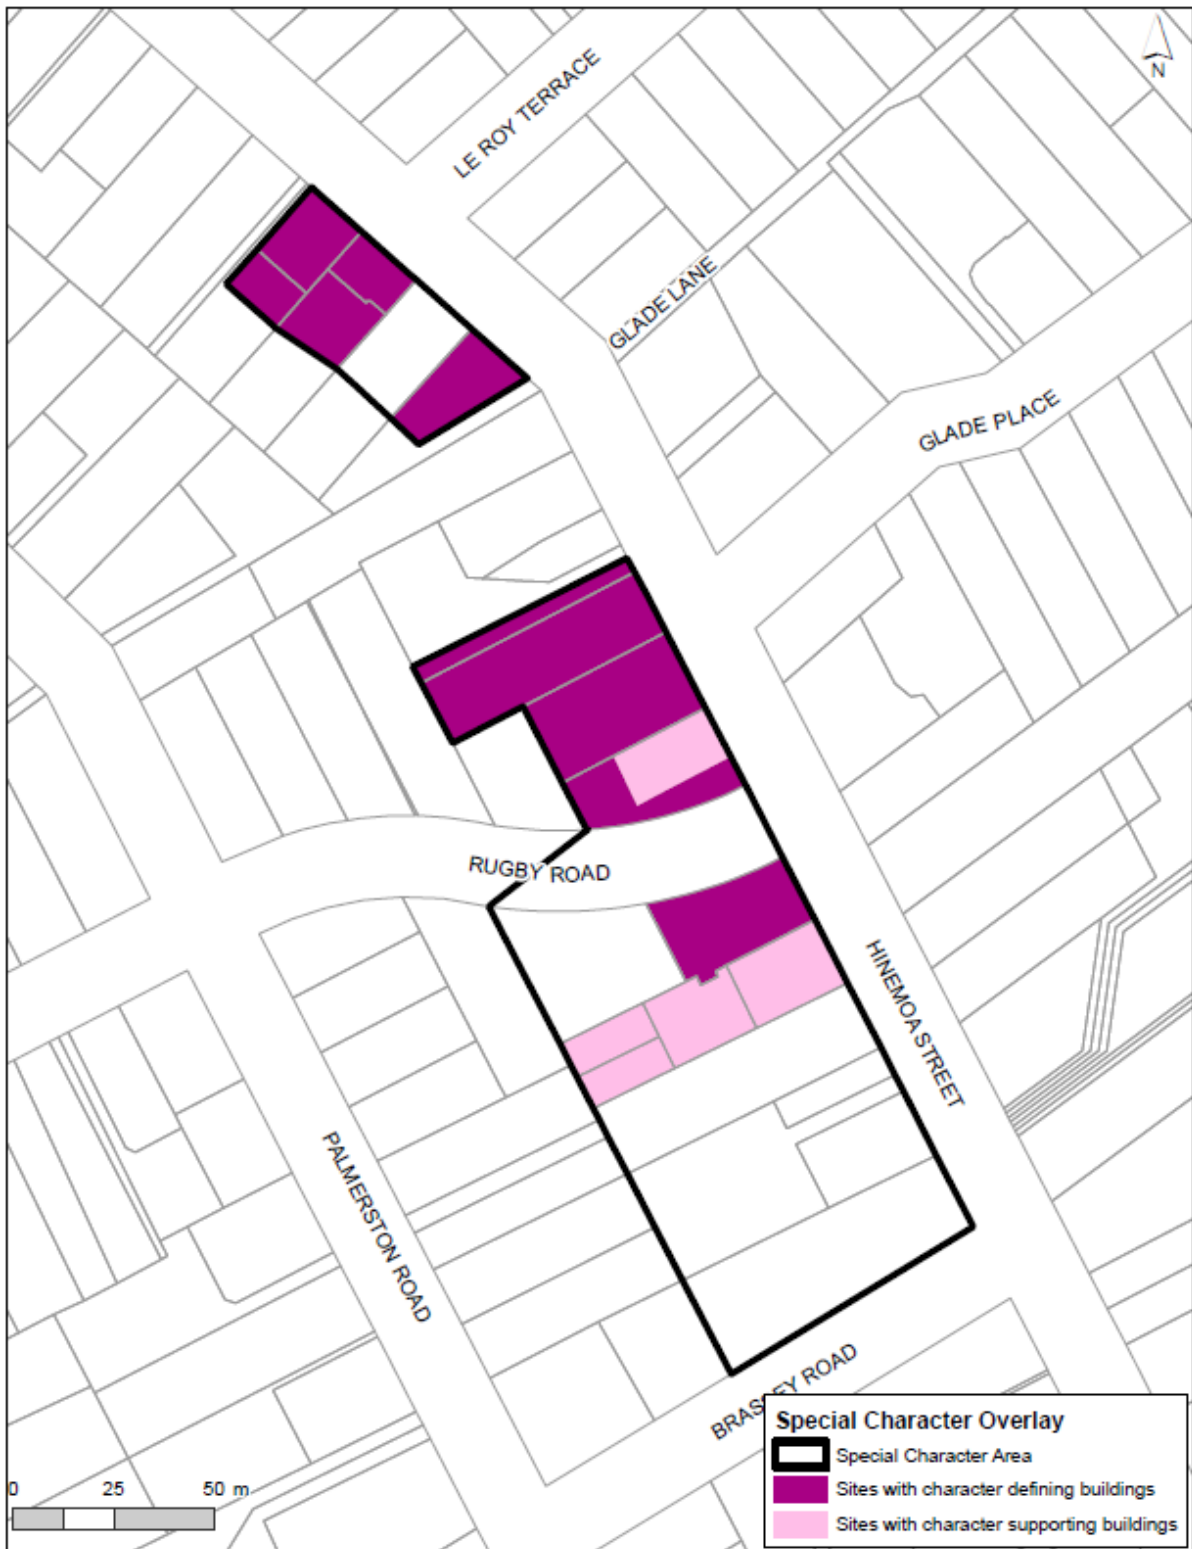 N
LE ROY TERRACE
GLADE LANE
GLADE PLACE
RUGBY ROAD
HINEMOA STREET
PALMERSTON ROAD
BRASSEY ROAD
0 25 50 m
Special Character Overlay
Special Character Area
Sites with character defining buildings
Sites with character supporting buildings